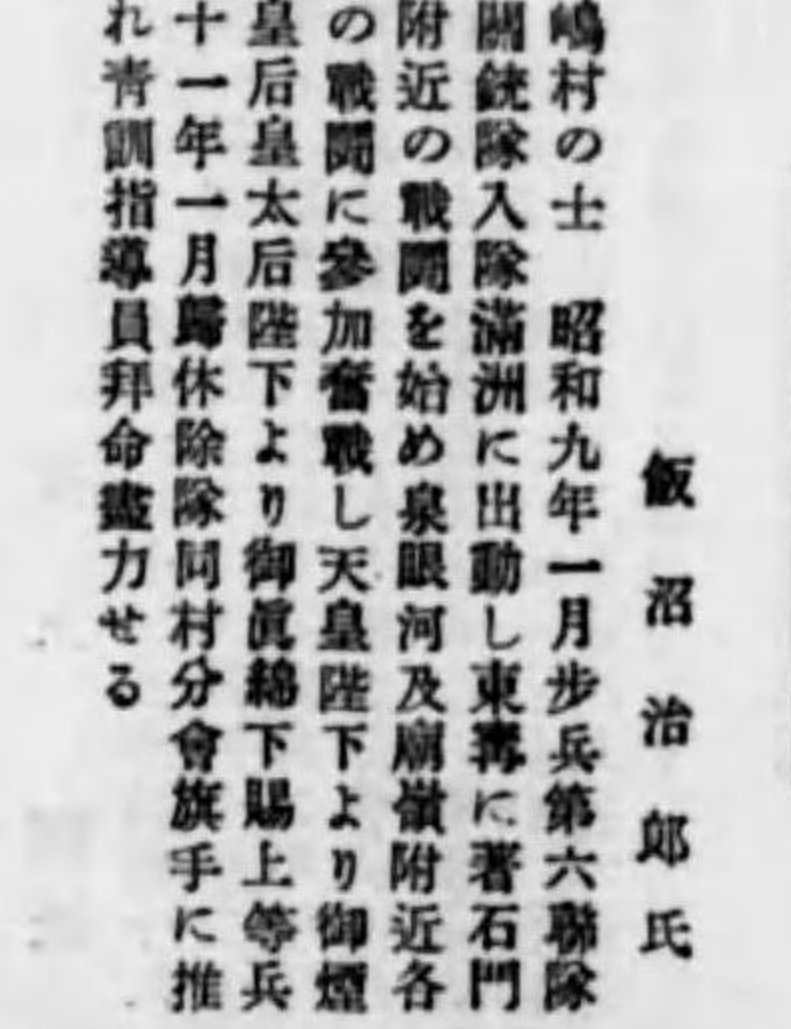 飯沼治郎氏
嶋村の士　昭和九年一月步兵第六聯隊
關銃隊入隊滿洲に出動し東溝に著石門
附近の戰鬪を始め泉眼河及廟嶺附近各
の戰鬪に參加奮戰し天皇陛下より御煙
皇后皇太后陛下より御眞綿下賜上等兵
十一年一月歸休除隊同村分會旗手に推
れ靑訓指導員拜命盡力せる